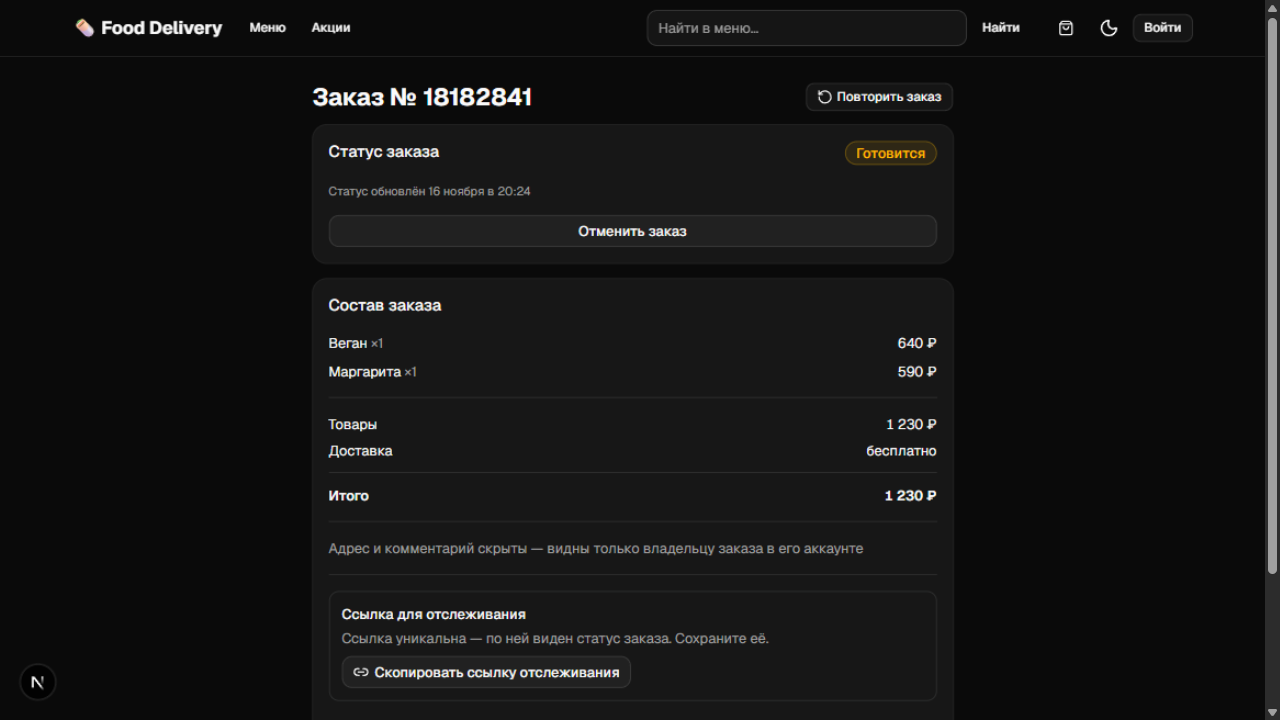 Food Delivery
Меню
Акции
Найти в меню...
Найти
Войти
Заказ № 18182841
Повторить заказ
Статус заказа
Готовится
Статус обновлён 16 ноября в 20:24
Отменить заказ
Состав заказа
Веган ×1
640 ₽
Маргарита ×1
590 ₽
Товары
1 230 ₽
Доставка
бесплатно
Итого
1 230 ₽
Адрес и комментарий скрыты — видны только владельцу заказа в его аккаунте
Ссылка для отслеживания
Ссылка уникальна — по ней виден статус заказа. Сохраните её.
Скопировать ссылку отслеживания
N